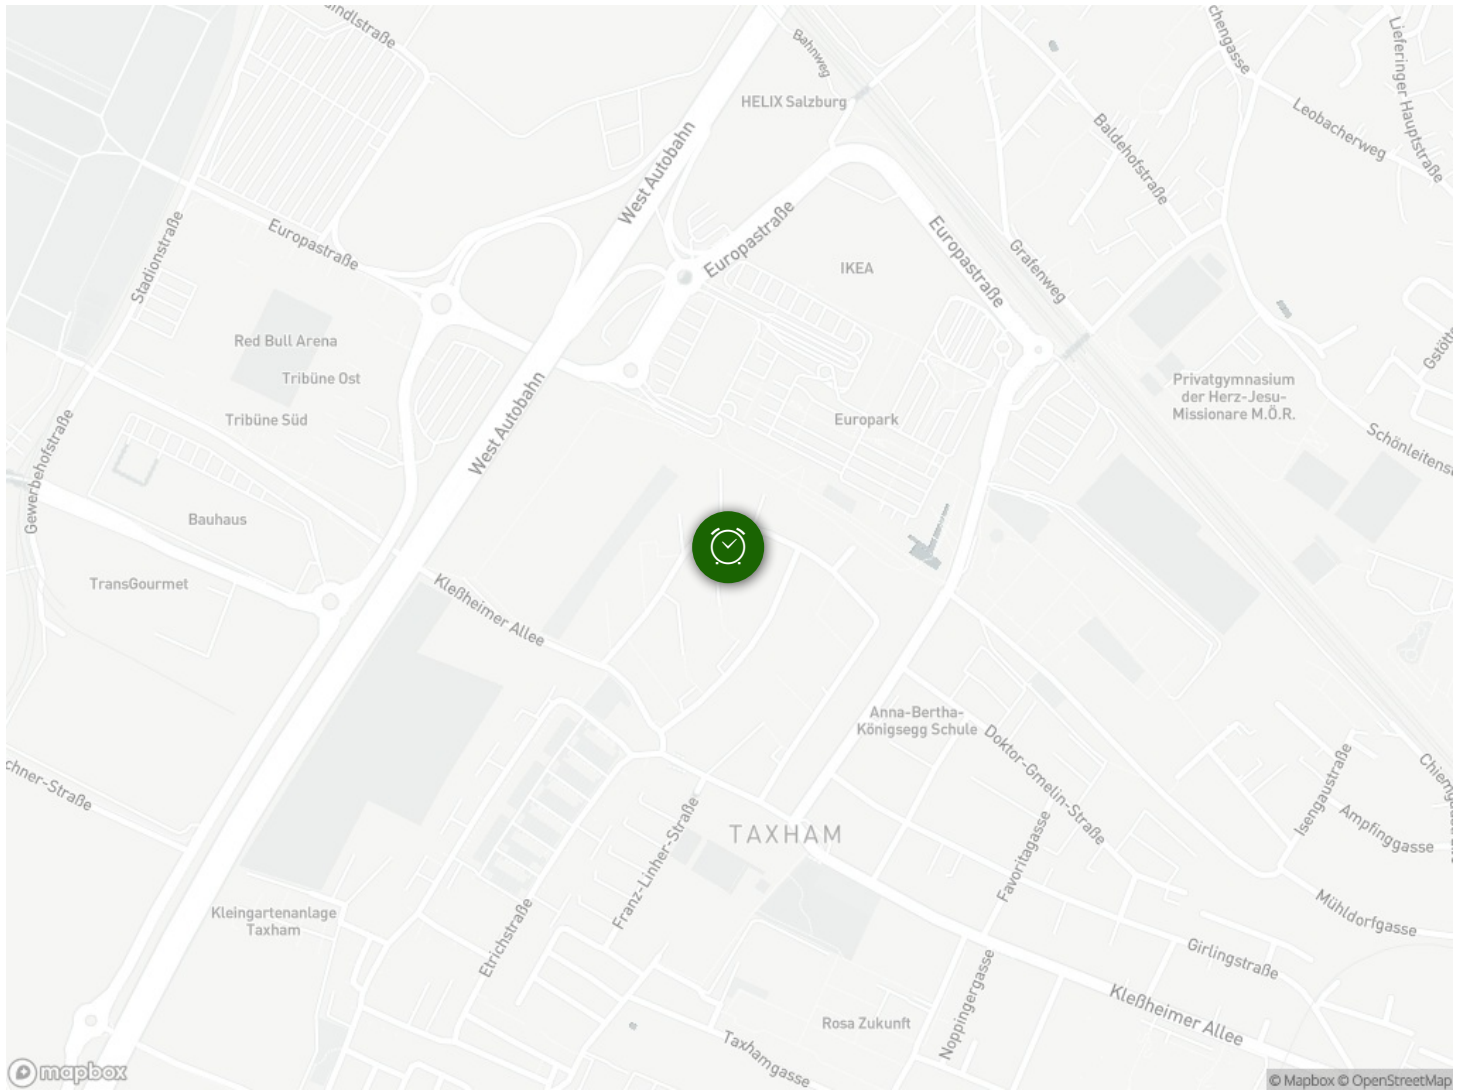 Bahnweg
Lieferinger Hauptstraße
HELIX Salzburg
Leobacherweg
Baldehofstraße
West Autobahn
Europastraße
Stadionstraße
Europastraße
Europastraße
Grafenweg
IKEA
Red Bull Arena
Tribüne Ost
Tribüne Süd
West Autobahn
Europark
Privatgymnasium
der Herz-Jesu-
Missionare M.Ö.R.
Gewerbehofstraße
Bauhaus
TransGourmet
Kleßheimer Allee
Anna-Bertha-
Königsegg Schule
Doktor-Gmelin-Straße
Isengaustraße
Ampfinggasse
chner-Straße
TAXHAM
Franz-Linher-Straße
Favoritagasse
Mühldorfgasse
Kleingartenanlage
Taxham
Etrichstraße
Girlingstraße
Noppingergasse
Kleßheimer Allee
Rosa Zukunft
Taxhamgasse
mapbox
© Mapbox © OpenStreetMap